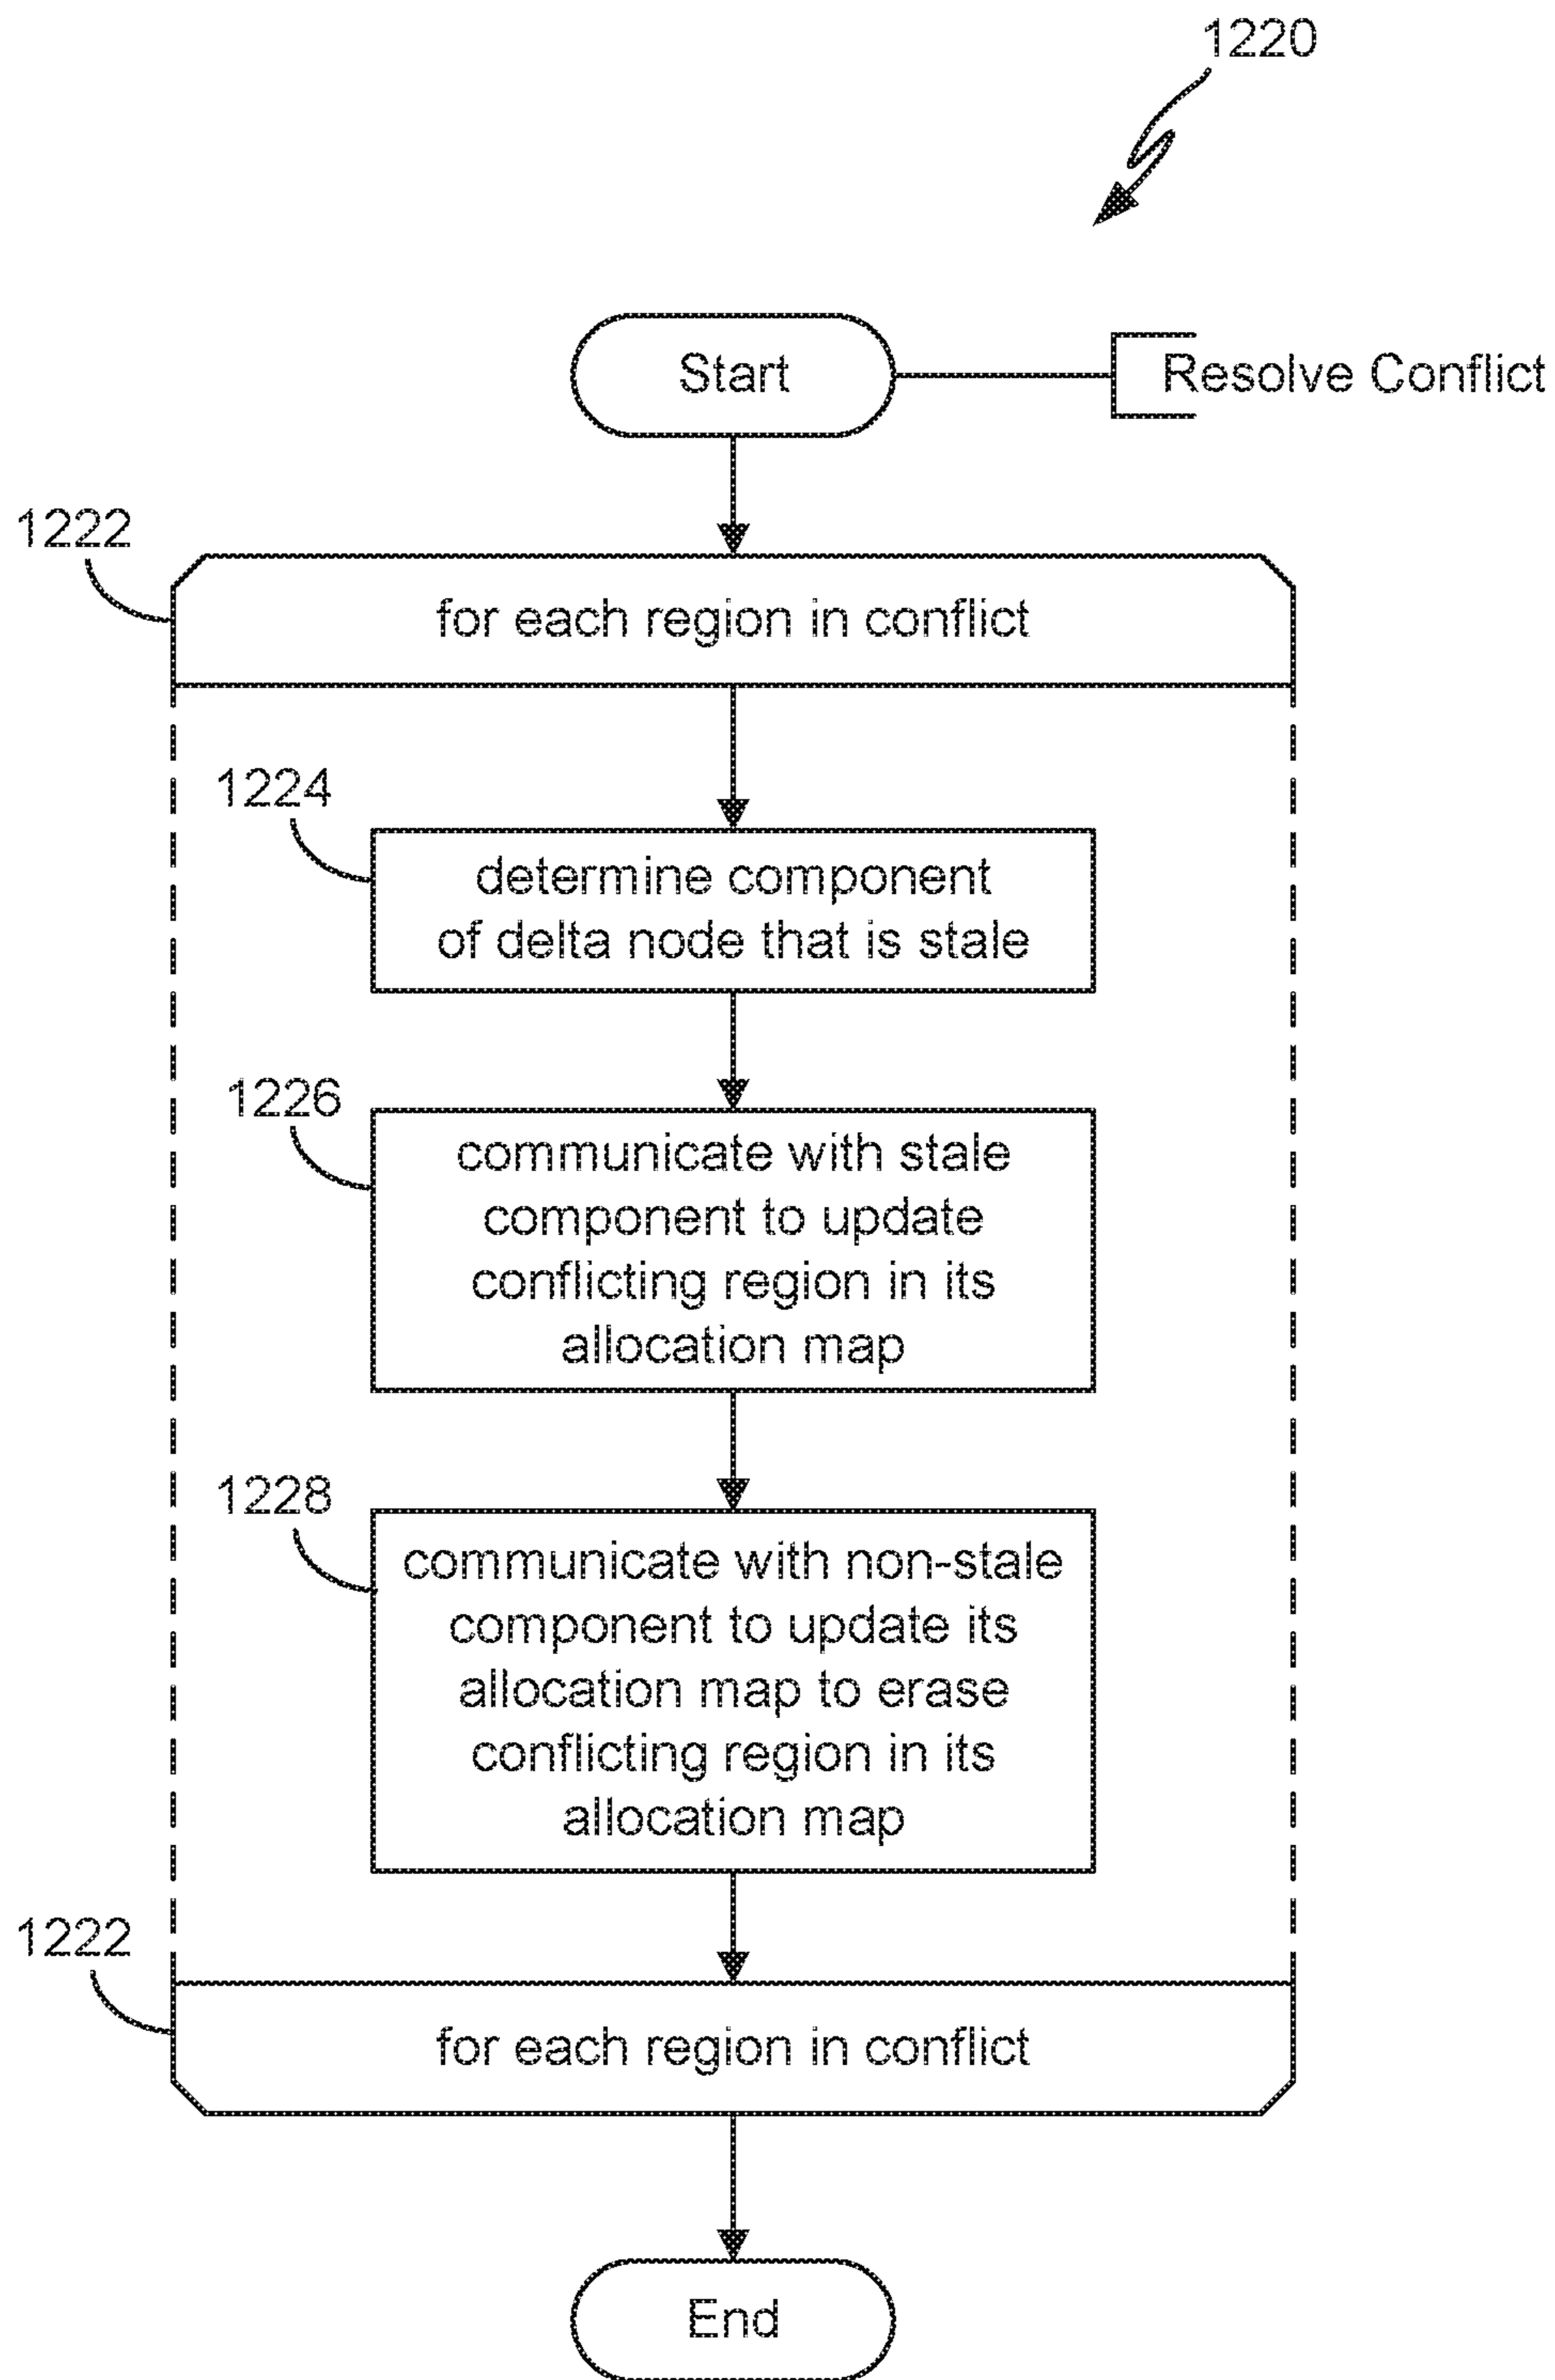 1220
Start
Resolve Conflict
1222
for each region in conflict
1224
determine component
of delta node that is stale
1226
communicate with stale
component to update
conflicting region in its
allocation map
1228
communicate with non-stale
component to update its
allocation map to erase
conflicting region in its
allocation map
1222
for each region in conflict
End